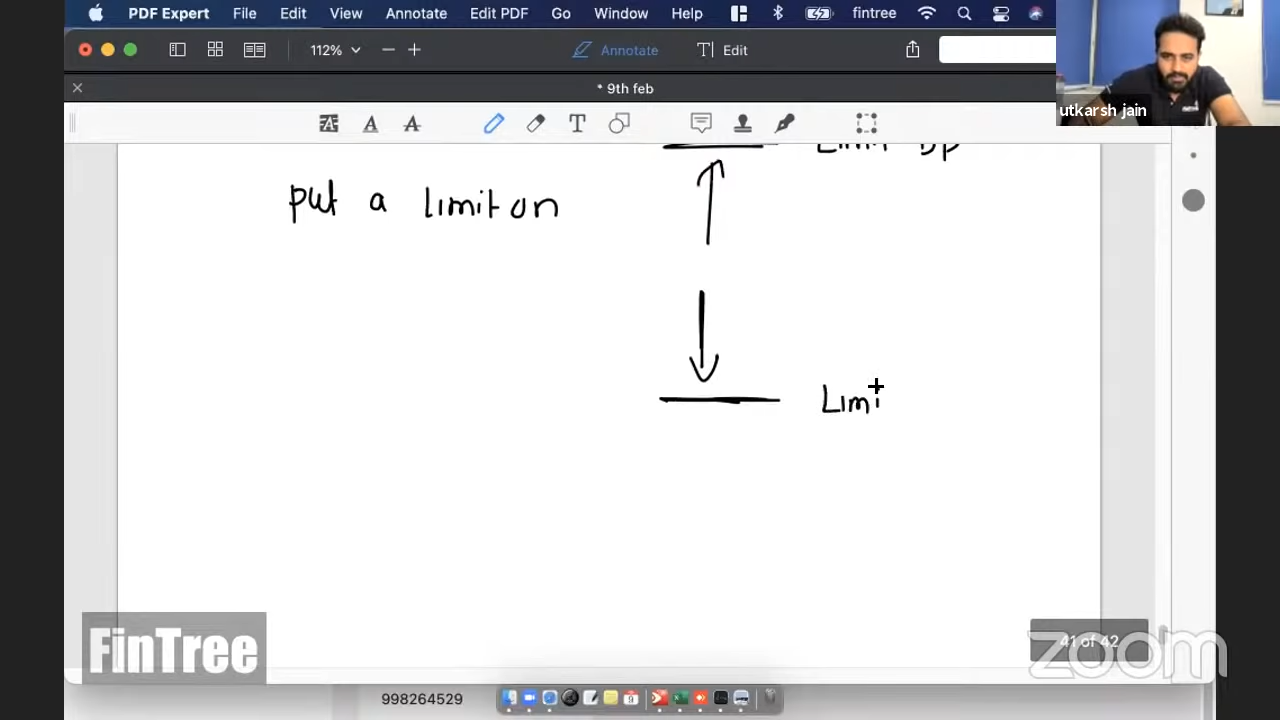 PDF Expert File Edit View Annotate Edit PDF Go Window Help fintree
112% Annotate Edit
* 9th feb
utkarsh jain
put a limit on
Limi
FinTree
41 of 42
zoom
998264529